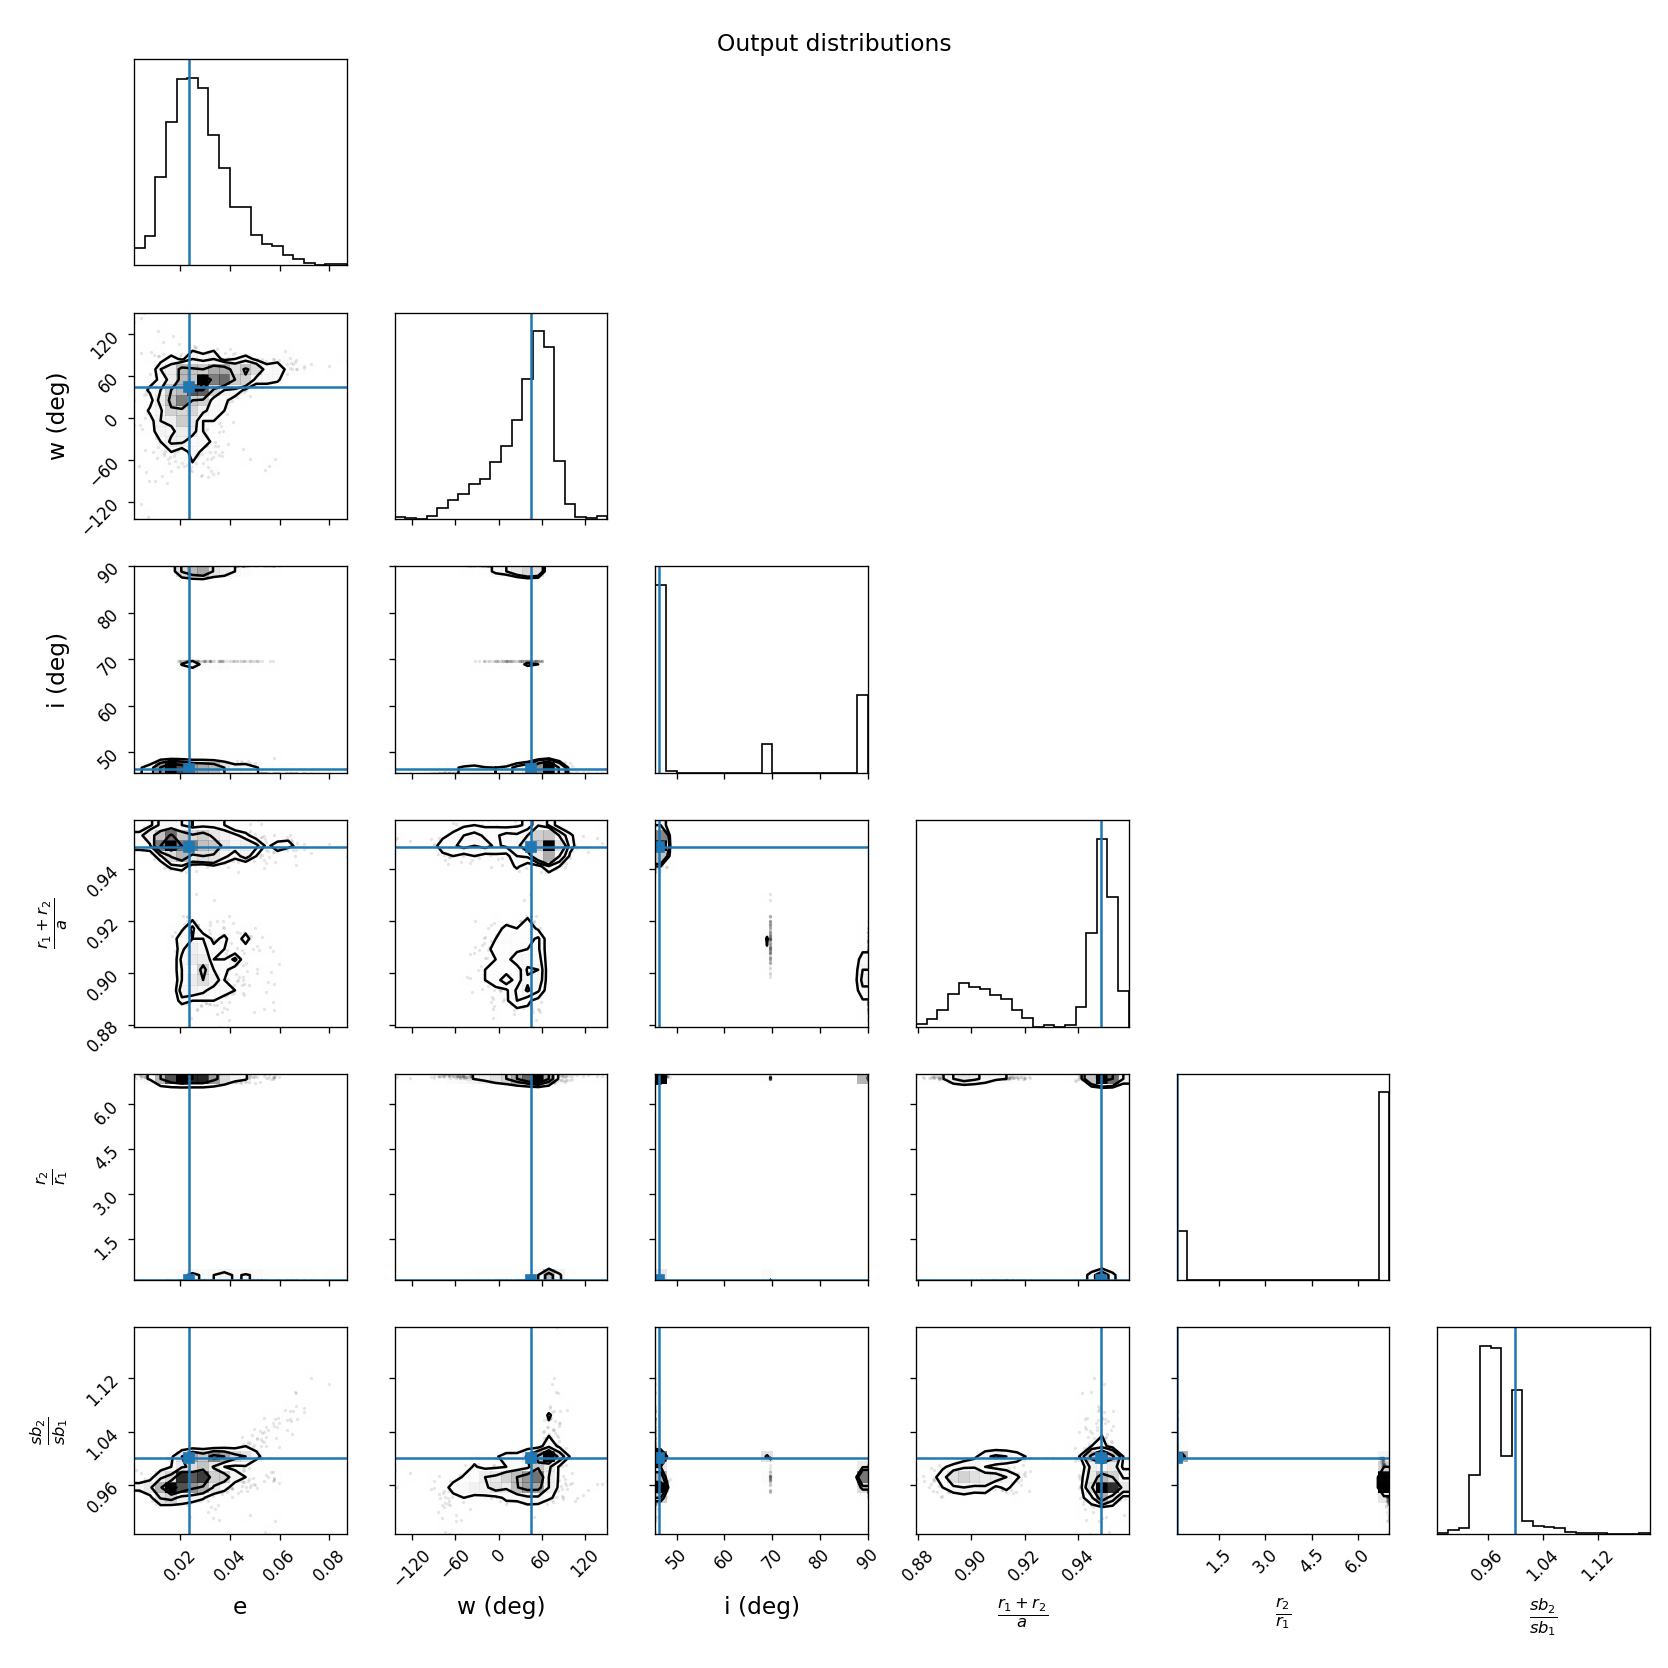 Output distributions
120
60
0
−60
−120
w (deg)
90
80
70
60
50
i (deg)
0.94
0.92
0.90
0.88
r₁ + r₂
a
6.0
4.5
3.0
1.5
r₂
r₁
1.12
1.04
0.96
sb₂
sb₁
0.02 0.04 0.06 0.08
e
−120 −60 0 60 120
w (deg)
50 60 70 80 90
i (deg)
0.88 0.90 0.92 0.94
r₁ + r₂
a
1.5 3.0 4.5 6.0
r₂
r₁
0.96 1.04 1.12
sb₂
sb₁